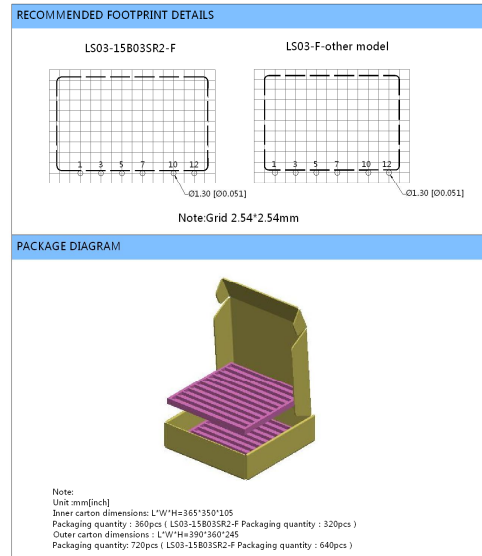 RECOMMENDED FOOTPRINT DETAILS
LS03-15B03SR2-F
LS03-F-other model
1 3 5 7 10 12
1 3 5 7 10 12
Ø1.30 [Ø0.051]
Ø1.30 [Ø0.051]
Note:Grid 2.54*2.54mm
PACKAGE DIAGRAM
Note:
Unit :mm[inch]
Inner carton dimensions: L*W*H=365*350*105
Packaging quantity : 360pcs ( LS03-15B03SR2-F Packaging quantity : 320pcs )
Outer carton dimensions : L*W*H=390*360*245
Packaging quantity: 720pcs ( LS03-15B03SR2-F Packaging quantity : 640pcs )